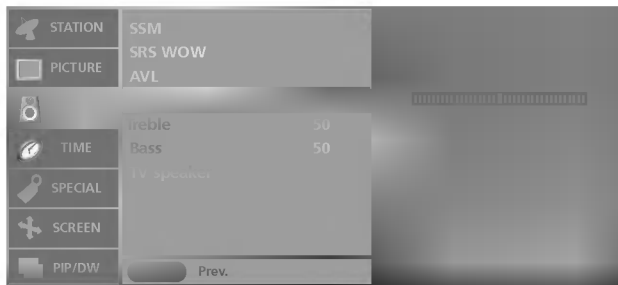 STATION
PICTURE
TIME
SPECIAL
SCREEN
PIP/DW
SSM
SRS WOW
AVL
Treble 50
Bass 50
TV speaker
Prev.